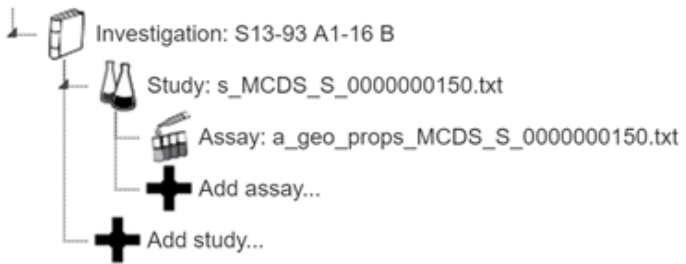 Investigation: S13-93 A1-16 B
Study: s_MCDS_S_0000000150.txt
Assay: a_geo_props_MCDS_S_0000000150.txt
Add assay...
Add study...